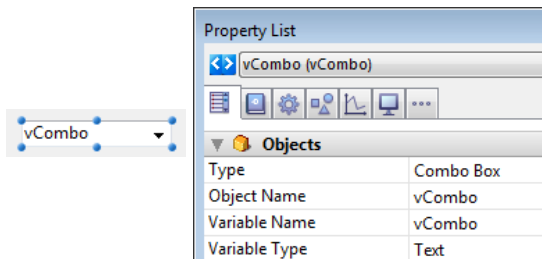 vCombo
Property List
vCombo (vCombo)
Objects
Type Combo Box
Object Name vCombo
Variable Name vCombo
Variable Type Text